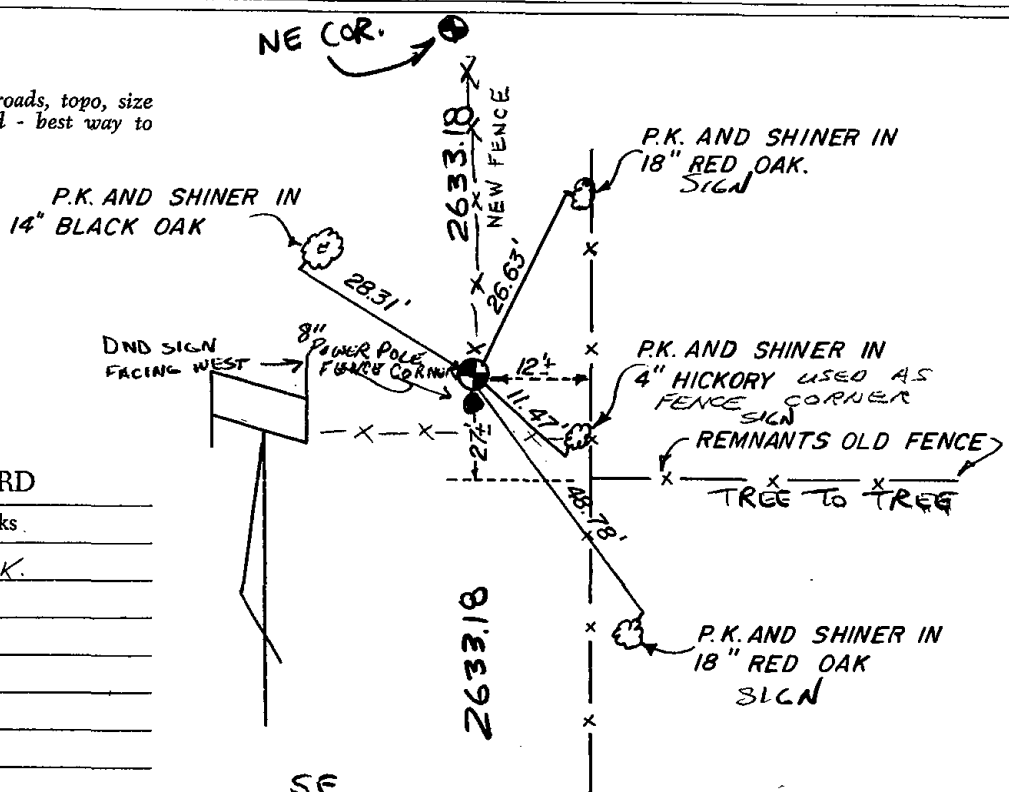 NE COR.
roads, topo, size
- best way to
2633.18
NEW FENCE
P.K. AND SHINER IN
18" RED OAK.
SIGN
P.K. AND SHINER IN
14" BLACK OAK
28.31'
26.63'
DND SIGN
FACING WEST
8"
POWER POLE
FENCE CORNER
12'±
P.K. AND SHINER IN
4" HICKORY USED AS
FENCE CORNER
SIGN
11.47'
27'±
REMNANTS OLD FENCE
TREE TO TREE
48.78'
2633.18
P.K. AND SHINER IN
18" RED OAK
SIGN
SE